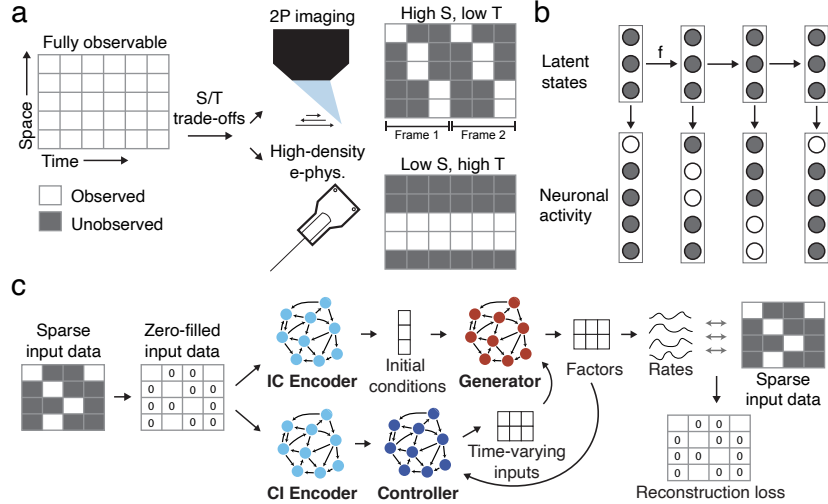 a
Fully observable
Space
Time
Observed
Unobserved
S/T
trade-offs
2P imaging
High-density
e-phys.
High S, low T
Frame 1
Frame 2
Low S, high T
b
Latent
states
f
Neuronal
activity
c
Sparse
input data
Zero-filled
input data
0 0
0 0 0
0 0 0
0 0
IC Encoder
Initial
conditions
Generator
Factors
Rates
Sparse
input data
CI Encoder
Controller
Time-varying
inputs
0 0
0 0 0
0 0 0
0 0
Reconstruction loss